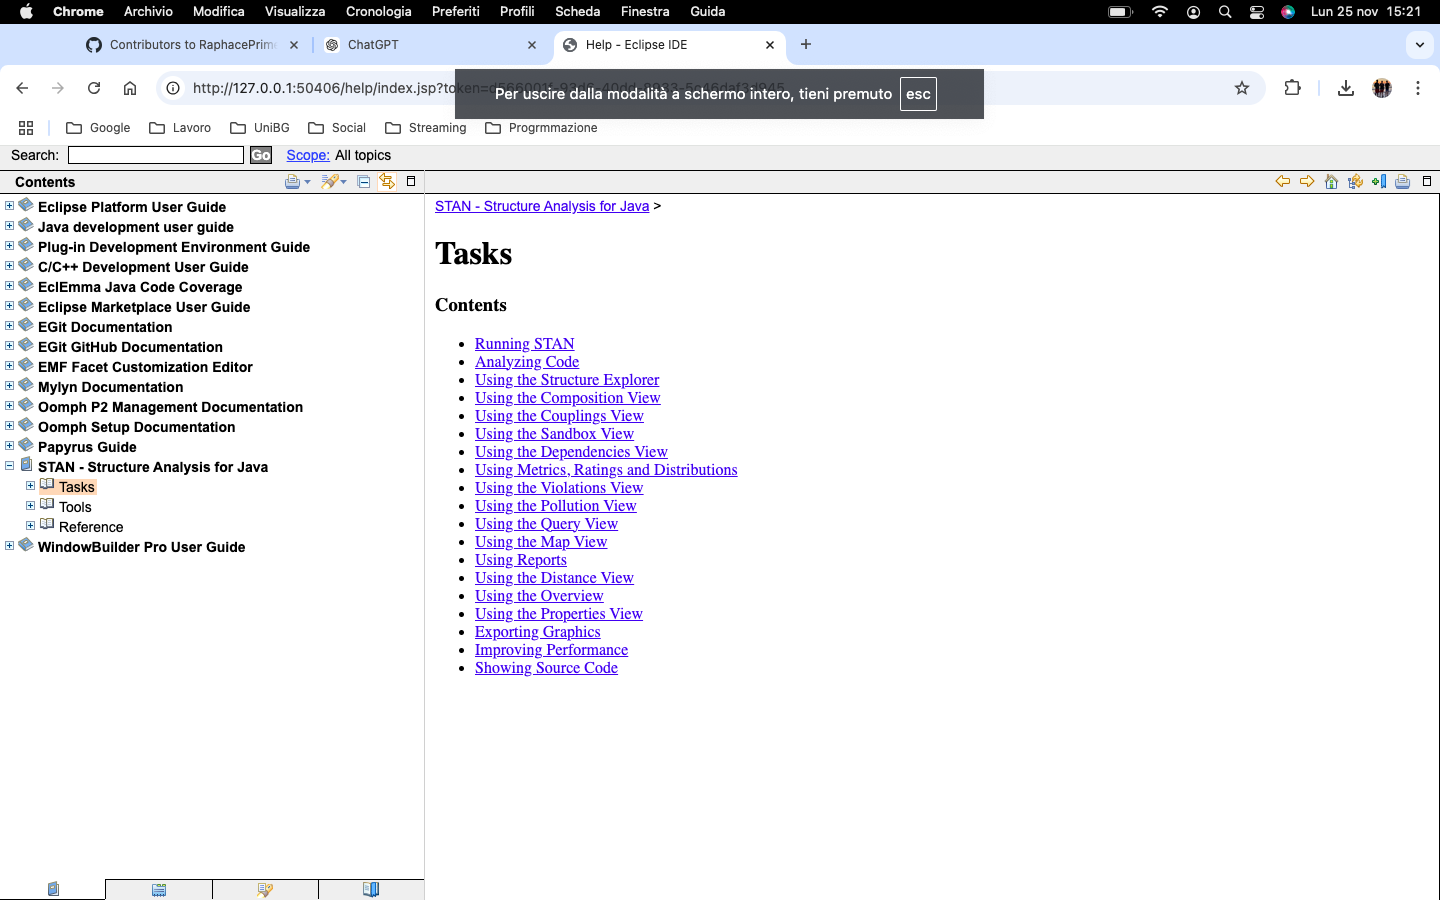 Chrome Archivio Modifica Visualizza Cronologia Preferiti Profili Scheda Finestra Guida Lun 25 nov 15:21
Contributors to RaphacePrim ChatGPT Help - Eclipse IDE
http://127.0.0.1:50406/help/index.jsp?token=
Per uscire dalla modalità a schermo intero, tieni premuto esc
Google Lavoro UniBG Social Streaming Progrmmazione
Search: Go Scope: All topics
Contents
Eclipse Platform User Guide
Java development user guide
Plug-in Development Environment Guide
C/C++ Development User Guide
EclEmma Java Code Coverage
Eclipse Marketplace User Guide
EGit Documentation
EGit GitHub Documentation
EMF Facet Customization Editor
Mylyn Documentation
Oomph P2 Management Documentation
Oomph Setup Documentation
Papyrus Guide
STAN - Structure Analysis for Java
Tasks
Tools
Reference
WindowBuilder Pro User Guide
STAN - Structure Analysis for Java >
Tasks
Contents
Running STAN
Analyzing Code
Using the Structure Explorer
Using the Composition View
Using the Couplings View
Using the Sandbox View
Using the Dependencies View
Using Metrics, Ratings and Distributions
Using the Violations View
Using the Pollution View
Using the Query View
Using the Map View
Using Reports
Using the Distance View
Using the Overview
Using the Properties View
Exporting Graphics
Improving Performance
Showing Source Code